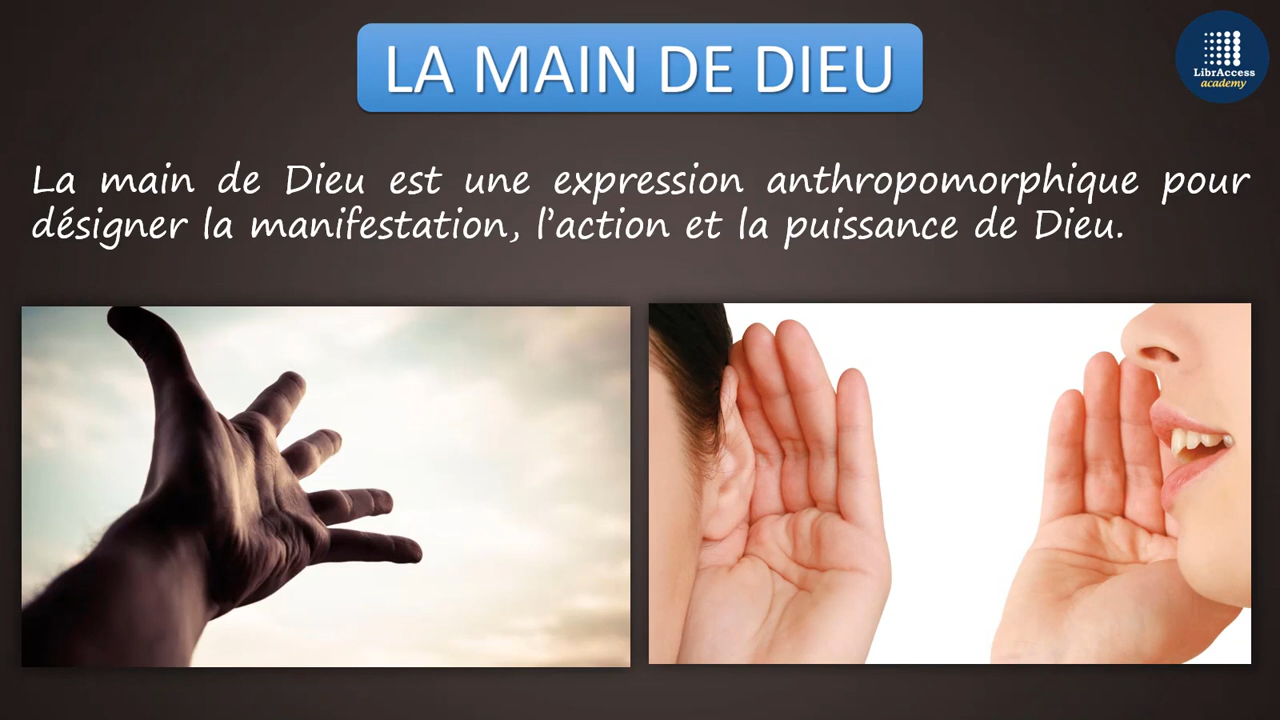 LA MAIN DE DIEU
LibrAccess
academy
La main de Dieu est une expression anthropomorphique pour
désigner la manifestation, l’action et la puissance de Dieu.